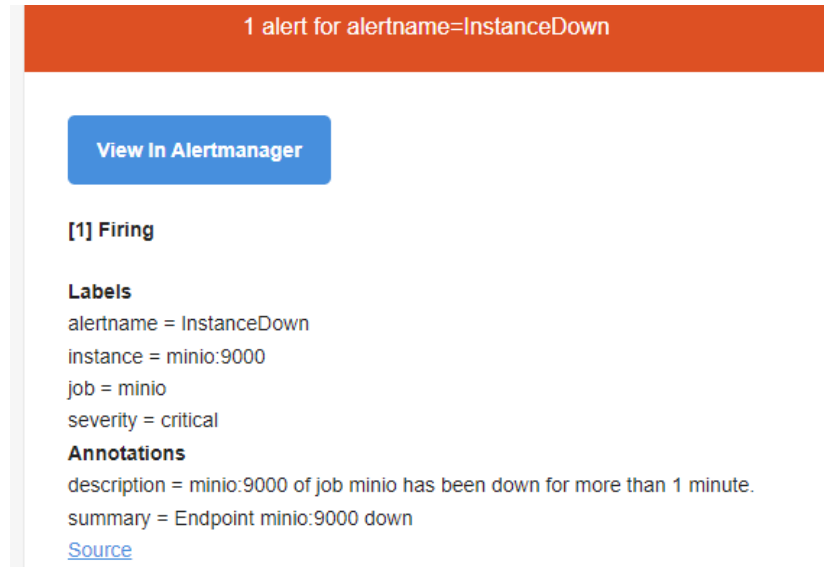 1 alert for alertname=InstanceDown
View In Alertmanager
[1] Firing
Labels
alertname = InstanceDown
instance = minio:9000
job = minio
severity = critical
Annotations
description = minio:9000 of job minio has been down for more than 1 minute.
summary = Endpoint minio:9000 down
Source